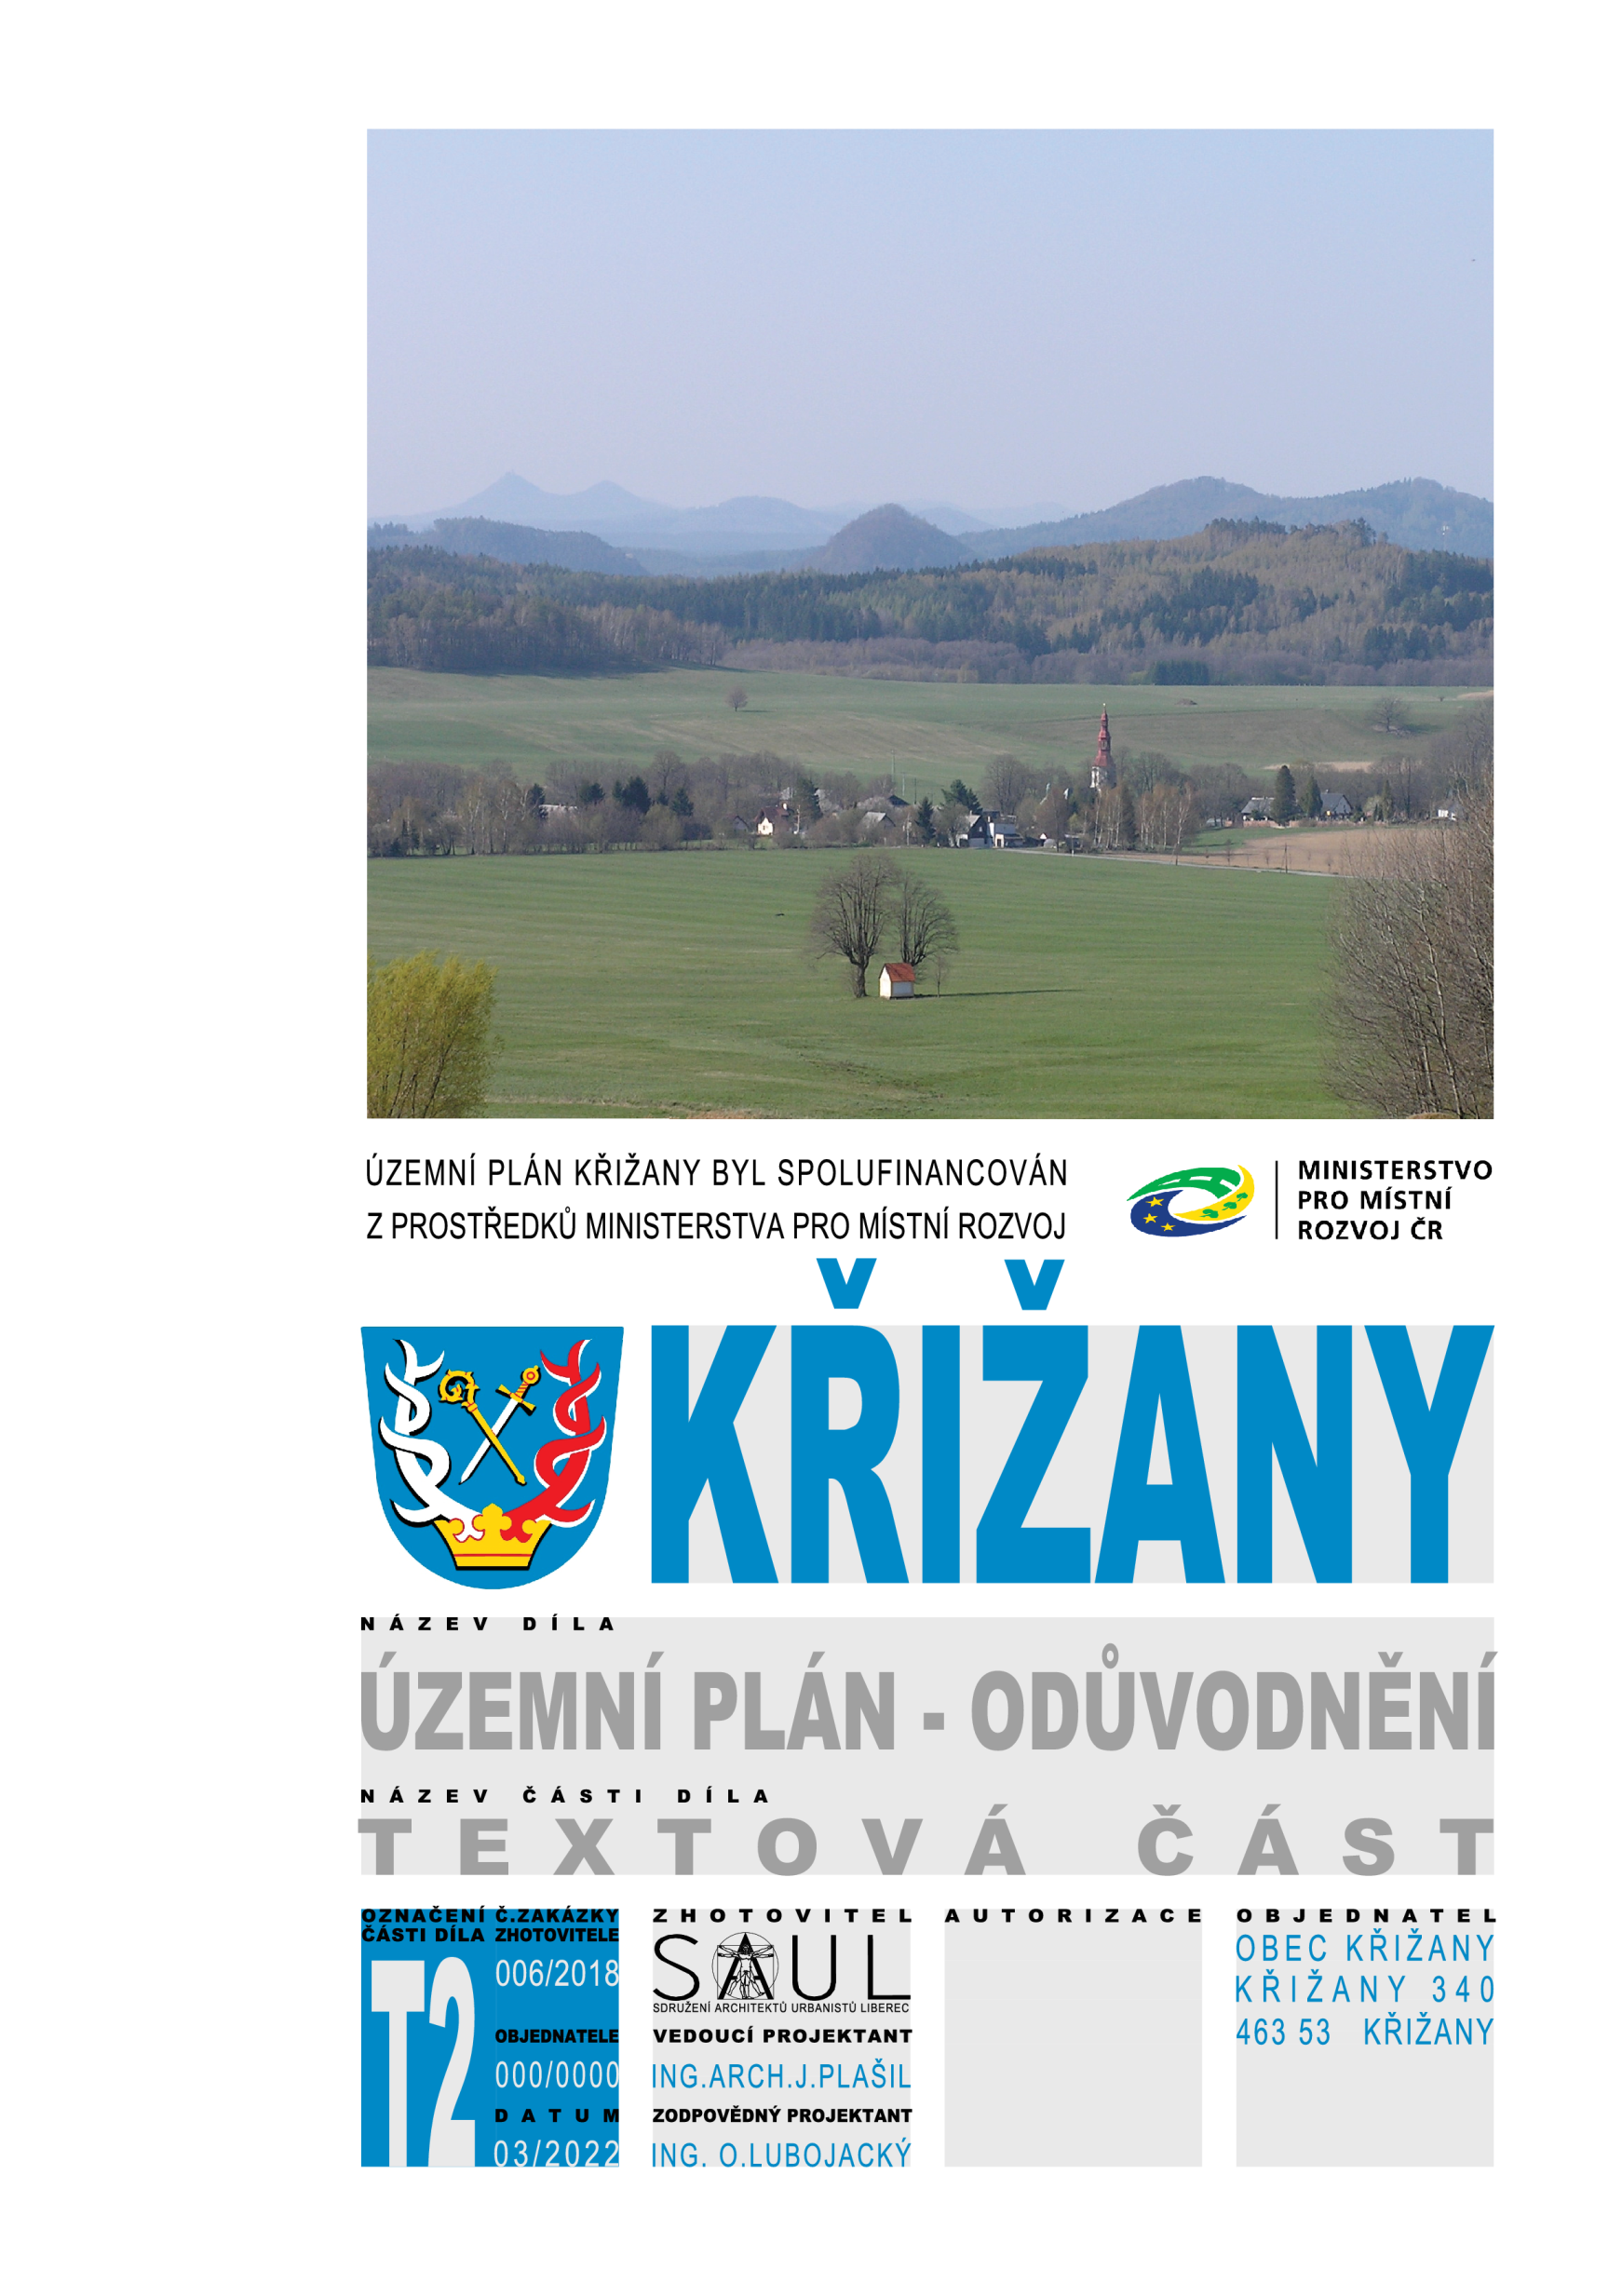 ÚZEMNÍ PLÁN KŘIŽANY BYL SPOLUFINANCOVÁN
Z PROSTŘEDKŮ MINISTERSTVA PRO MÍSTNÍ ROZVOJ
MINISTERSTVO
PRO MÍSTNÍ
ROZVOJ ČR
KŘIŽANY
NÁZEV DÍLA
ÚZEMNÍ PLÁN - ODŮVODNĚNÍ
NÁZEV ČÁSTI DÍLA
TEXTOVÁ ČÁST
OZNAČENÍ
ČÁSTI DÍLA
T2
Č.ZAKÁZKY
ZHOTOVITELE
006/2018
OBJEDNATELE
000/0000
DATUM
03/2022
ZHOTOVITEL
SAUL
SDRUŽENÍ ARCHITEKTŮ URBANISTŮ LIBEREC
VEDOUCÍ PROJEKTANT
ING.ARCH.J.PLAŠIL
ZODPOVĚDNÝ PROJEKTANT
ING. O.LUBOJACKÝ
AUTORIZACE
OBJEDNATEL
OBEC KŘIŽANY
KŘIŽANY 340
463 53 KŘIŽANY